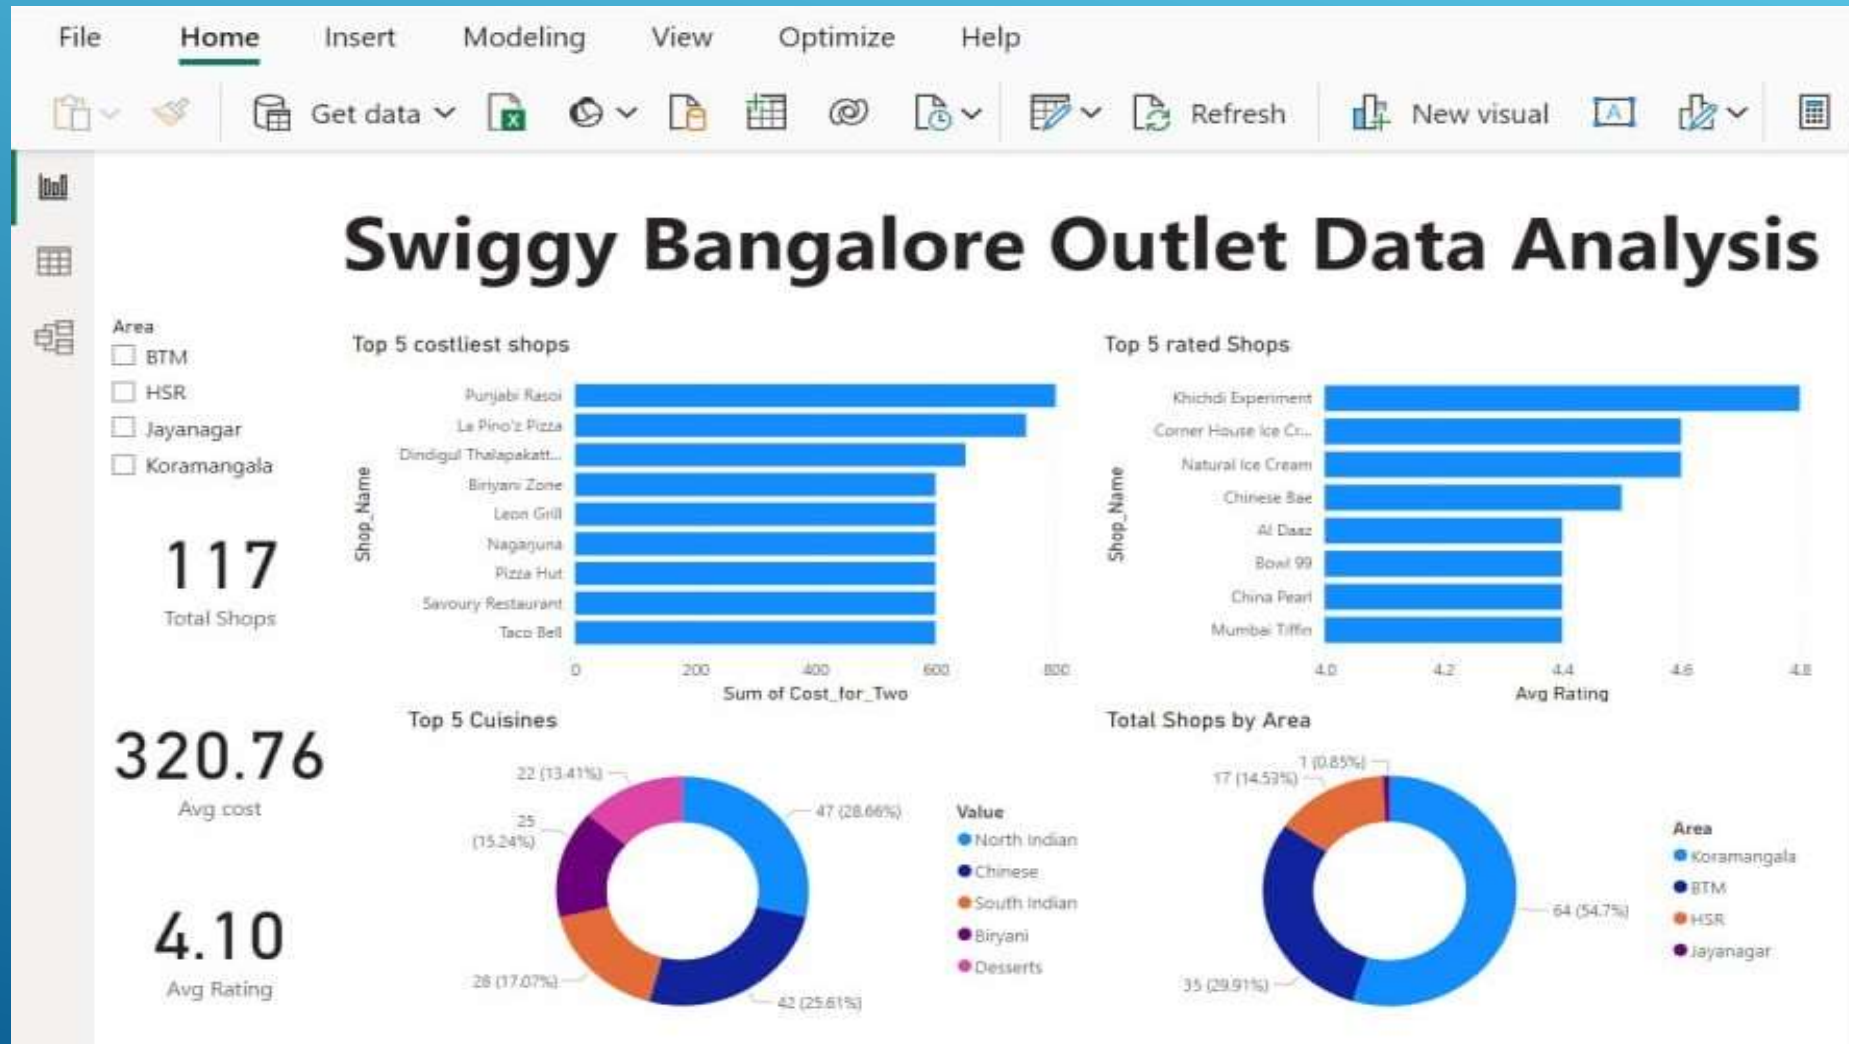 File Home Insert Modeling View Optimize Help
Get data Refresh New visual
Swiggy Bangalore Outlet Data Analysis
Area
BTM
HSR
Jayanagar
Koramangala
117
Total Shops
320.76
Avg cost
4.10
Avg Rating
Top 5 costliest shops
Shop_Name
Punjabi Rasoi
La Pino'z Pizza
Dindigul Thalapakatt...
Biriyani Zone
Leon Grill
Nagarjuna
Pizza Hut
Savoury Restaurant
Taco Bell
0 200 400 600 800
Sum of Cost_for_Two
Top 5 rated Shops
Shop_Name
Khichdi Experiment
Corner House Ice Cr...
Natural Ice Cream
Chinese Bae
Al Daaz
Bowl 99
China Pearl
Mumbai Tiffin
4.0 4.2 4.4 4.6 4.8
Avg Rating
Top 5 Cuisines
22 (13.41%)
47 (28.66%)
25
(15.24%)
28 (17.07%)
42 (25.61%)
Value
North Indian
Chinese
South Indian
Biryani
Desserts
Total Shops by Area
1 (0.85%)
17 (14.53%)
64 (54.7%)
35 (29.91%)
Area
Koramangala
BTM
HSR
Jayanagar